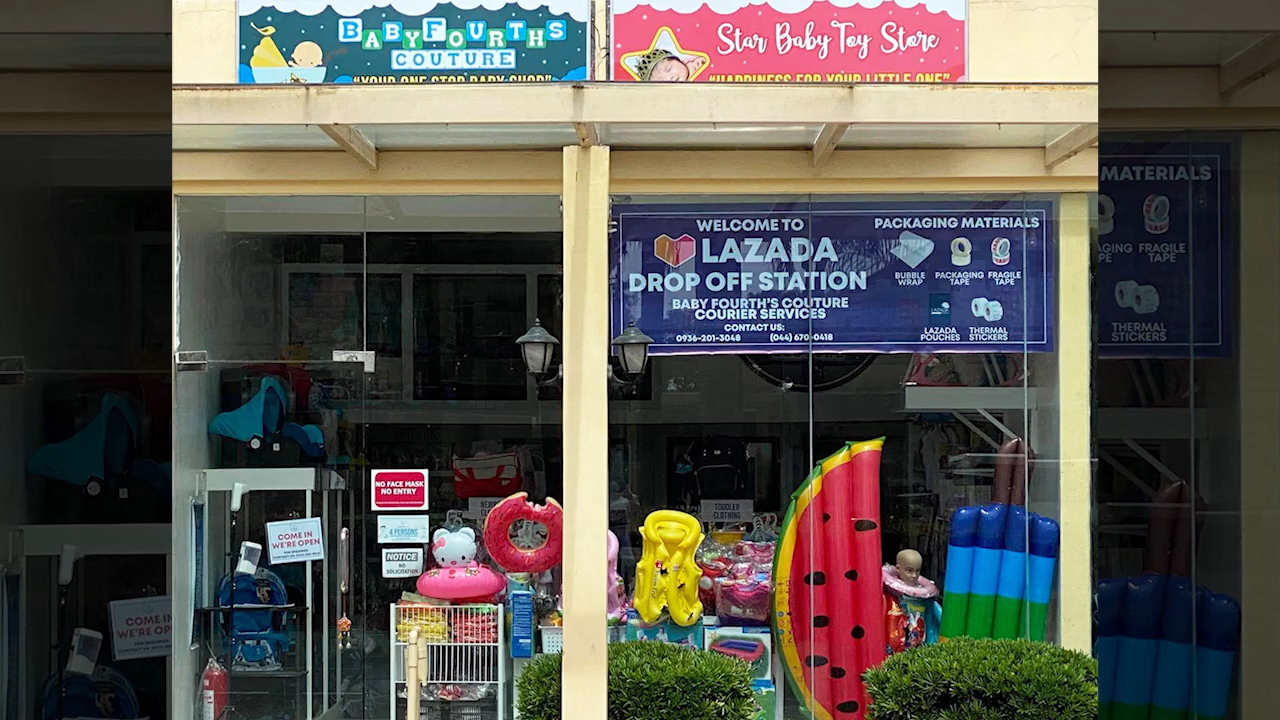 BABYFOURTHS
COUTURE
"YOUR ONE STOP BABY SHOP"
Star Baby Toy Store
"HAPPINESS FOR YOUR LITTLE ONE"
WELCOME TO
LAZADA
DROP OFF STATION
BABY FOURTH'S COUTURE
COURIER SERVICES
CONTACT US:
0936-201-3048 (044) 670-0418
PACKAGING MATERIALS
BUBBLE
WRAP
PACKAGING
TAPE
FRAGILE
TAPE
LAZADA
POUCHES
THERMAL
STICKERS
NO FACE MASK
NO ENTRY
4 PERSONS
NOTICE
NO
SOLICITATION
COME IN
WE'RE OPEN
TODDLER
CLOTHING
MATERIALS
FRAGILE
TAPE
THERMAL
STICKERS
COME IN
WE'RE